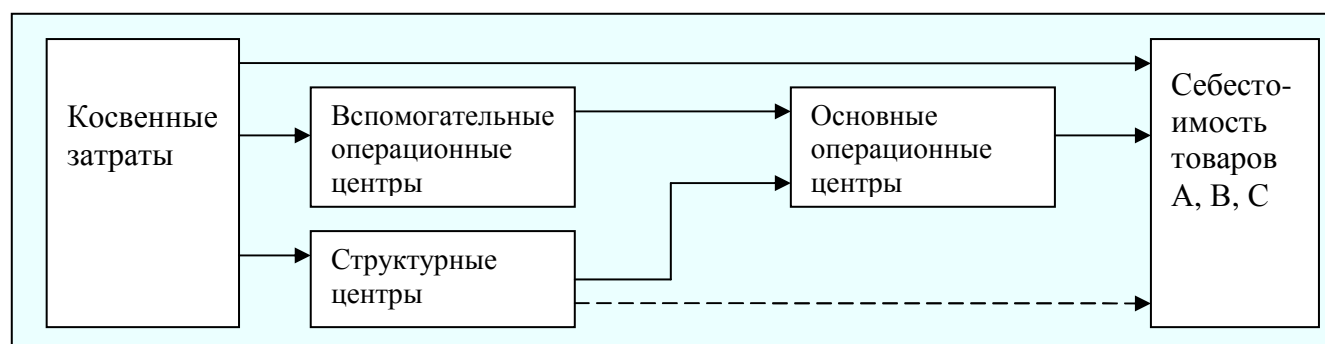 Косвенные
затраты
Вспомогательные
операционные
центры
Структурные
центры
Основные
операционные
центры
Себесто-
имость
товаров
А, В, С